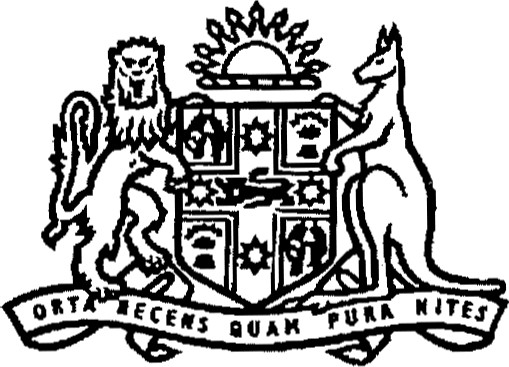 ORTA RECENS QUAM PURA NITES